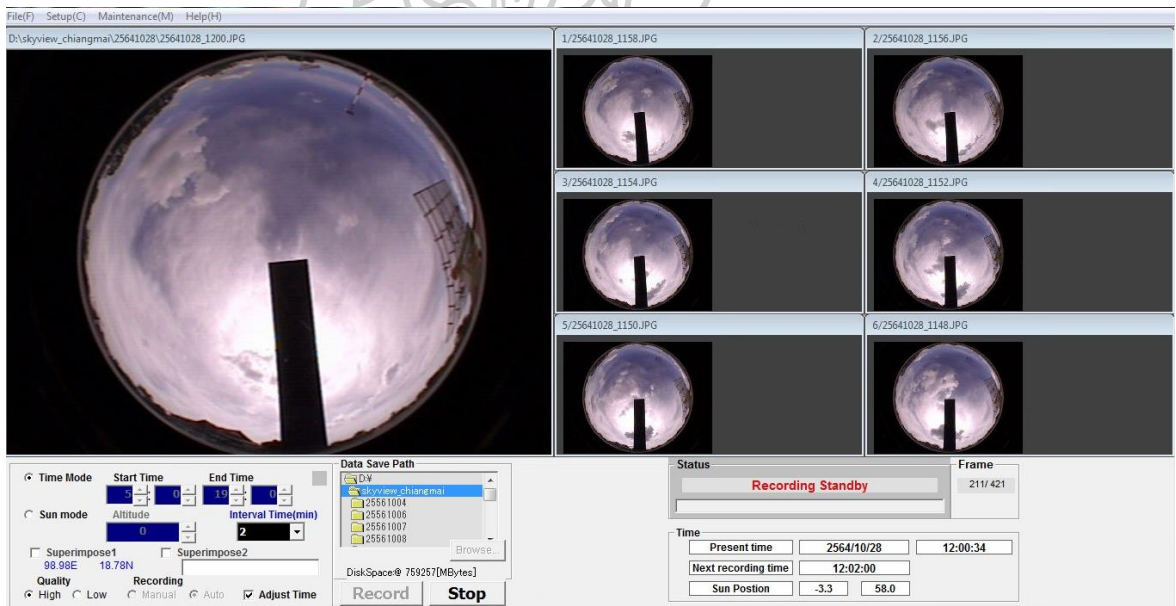 File(F) Setup(C) Maintenance(M) Help(H)
D:\skyview_chiangmai\25641028\25641028_1200.JPG
1/25641028_1158.JPG
2/25641028_1156.JPG
3/25641028_1154.JPG
4/25641028_1152.JPG
5/25641028_1150.JPG
6/25641028_1148.JPG
Time Mode Start Time End Time
5 : 0 19 : 0
Sun mode Altitude Interval Time(min)
0 2
Superimpose1 Superimpose2
98.98E 18.78N
Quality Recording
High Low Manual Auto Adjust Time
Data Save Path
D:¥
skyview_chiangmai
25561004
25561006
25561007
25561008
Browse...
DiskSpace:@ 759257[MBytes]
Record Stop
Status
Recording Standby
Frame
211/421
Time
Present time 2564/10/28 12:00:34
Next recording time 12:02:00
Sun Postion -3.3 58.0